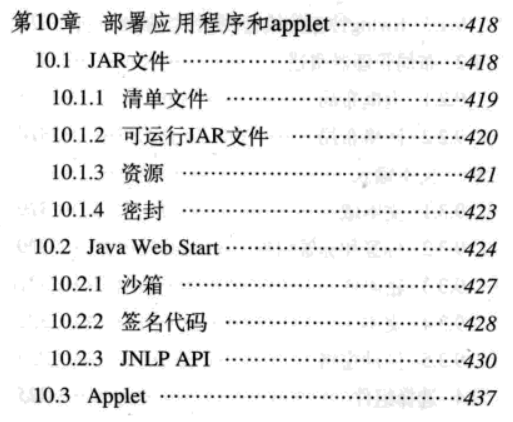 第10章 部署应用程序和applet……………418
10.1 JAR文件……………………………418
10.1.1 清单文件……………………419
10.1.2 可运行JAR文件………………420
10.1.3 资源…………………………421
10.1.4 密封…………………………423
10.2 Java Web Start……………………424
10.2.1 沙箱…………………………427
10.2.2 签名代码……………………428
10.2.3 JNLP API……………………430
10.3 Applet………………………………437